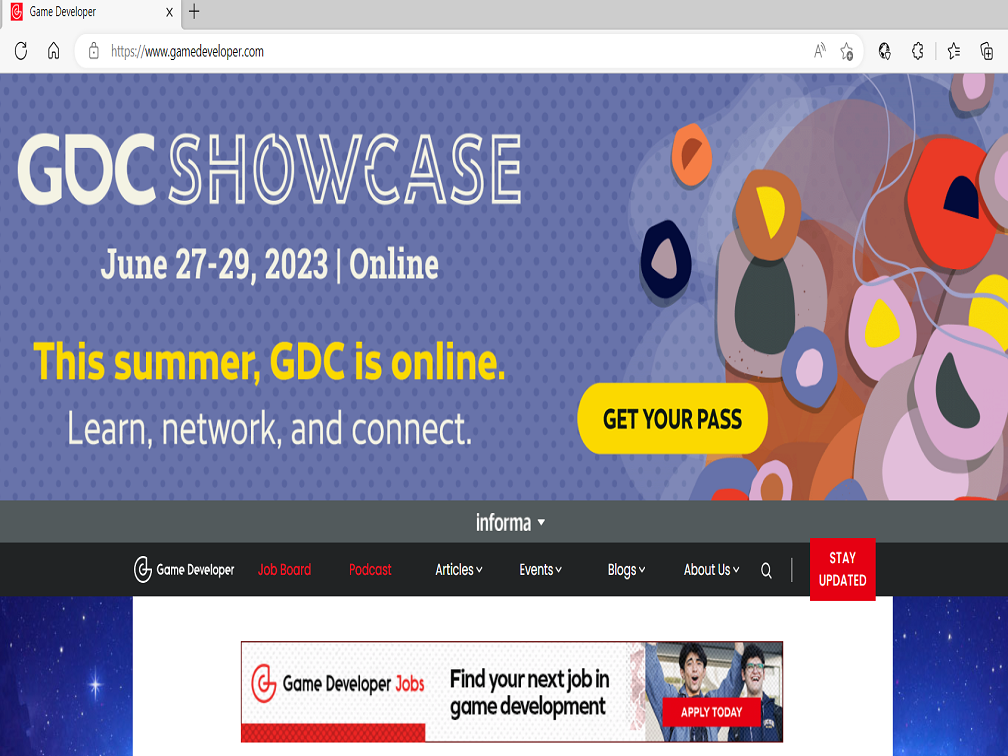 Game Developer
https://www.gamedeveloper.com
GDC SHOWCASE
June 27-29, 2023 | Online
This summer, GDC is online.
Learn, network, and connect.
GET YOUR PASS
informa
Game Developer Job Board Podcast Articles Events Blogs About Us
STAY
UPDATED
Game Developer Jobs
Find your next job in
game development
APPLY TODAY